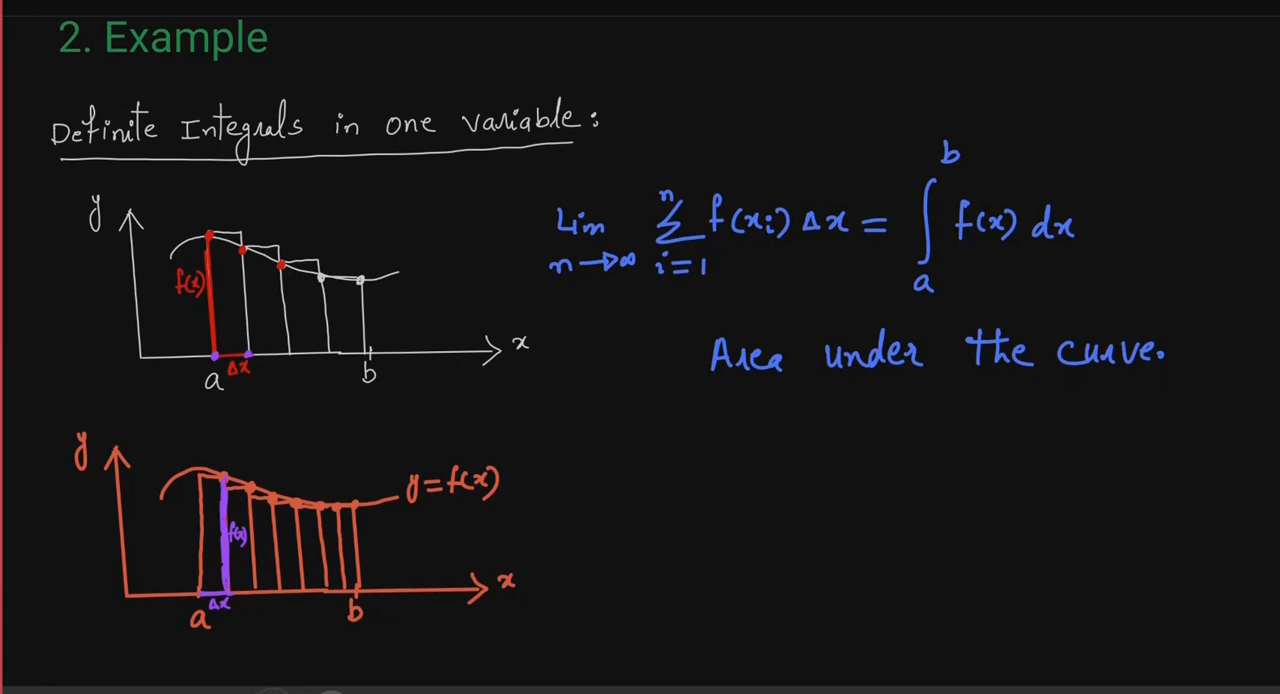 2. Example
Definite Integrals in one variable:
y
f(x)
Δx
a
b
x
Lim n→∞ n Σ i=1 f(xi) Δx = b ∫ a f(x) dx
Area under the curve.
y
y=f(x)
f(x)
Δx
a
b
x